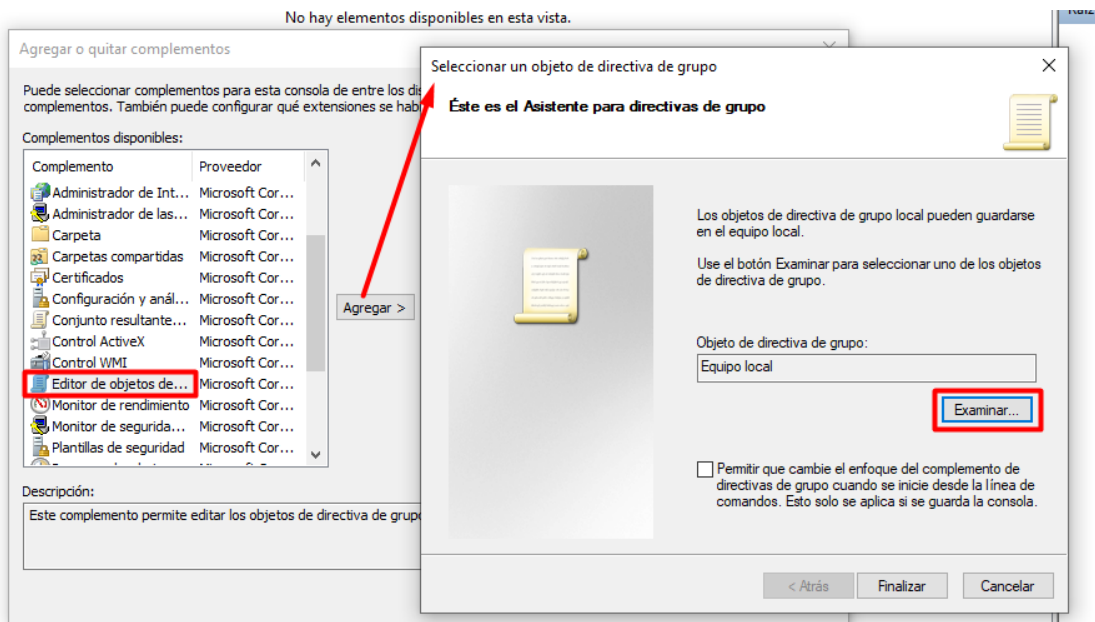 No hay elementos disponibles en esta vista.
Agregar o quitar complementos
Puede seleccionar complementos para esta consola de entre los dis
complementos. También puede configurar qué extensiones se hab
Complementos disponibles:
Complemento Proveedor
Administrador de Int... Microsoft Cor...
Administrador de las... Microsoft Cor...
Carpeta Microsoft Cor...
Carpetas compartidas Microsoft Cor...
Certificados Microsoft Cor...
Configuración y anál... Microsoft Cor...
Conjunto resultante... Microsoft Cor...
Control ActiveX Microsoft Cor...
Control WMI Microsoft Cor...
Editor de objetos de... Microsoft Cor...
Monitor de rendimiento Microsoft Cor...
Monitor de segurida... Microsoft Cor...
Plantillas de seguridad Microsoft Cor...
Agregar >
Descripción:
Este complemento permite editar los objetos de directiva de grupo
Seleccionar un objeto de directiva de grupo
Éste es el Asistente para directivas de grupo
Los objetos de directiva de grupo local pueden guardarse
en el equipo local.
Use el botón Examinar para seleccionar uno de los objetos
de directiva de grupo.
Objeto de directiva de grupo:
Equipo local
Examinar...
Permitir que cambie el enfoque del complemento de
directivas de grupo cuando se inicie desde la línea de
comandos. Esto solo se aplica si se guarda la consola.
< Atrás Finalizar Cancelar